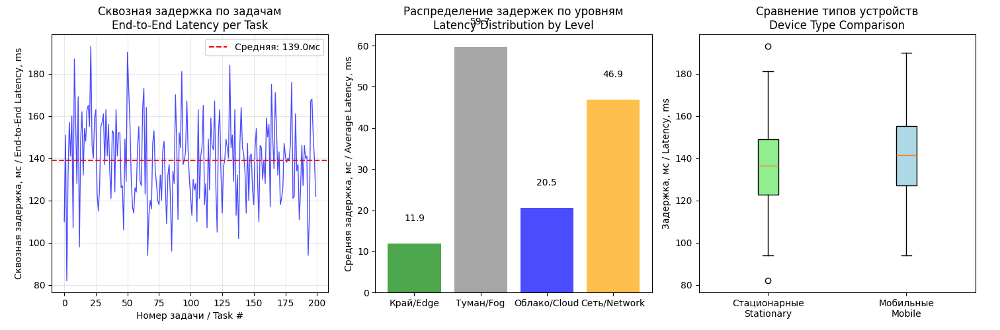 Сквозная задержка по задачам
End-to-End Latency per Task
Сквозная задержка, мс / End-to-End Latency, ms
180
160
140
120
100
80
Средняя: 139.0мс
0 25 50 75 100 125 150 175 200
Номер задачи / Task #
Распределение задержек по уровням
Latency Distribution by Level
59.7
Средняя задержка, мс / Average Latency, ms
60
50
40
30
20
10
0
11.9
20.5
46.9
Край/Edge Туман/Fog Облако/Cloud Сеть/Network
Сравнение типов устройств
Device Type Comparison
Задержка, мс / Latency, ms
180
160
140
120
100
80
Стационарные
Stationary
Мобильные
Mobile